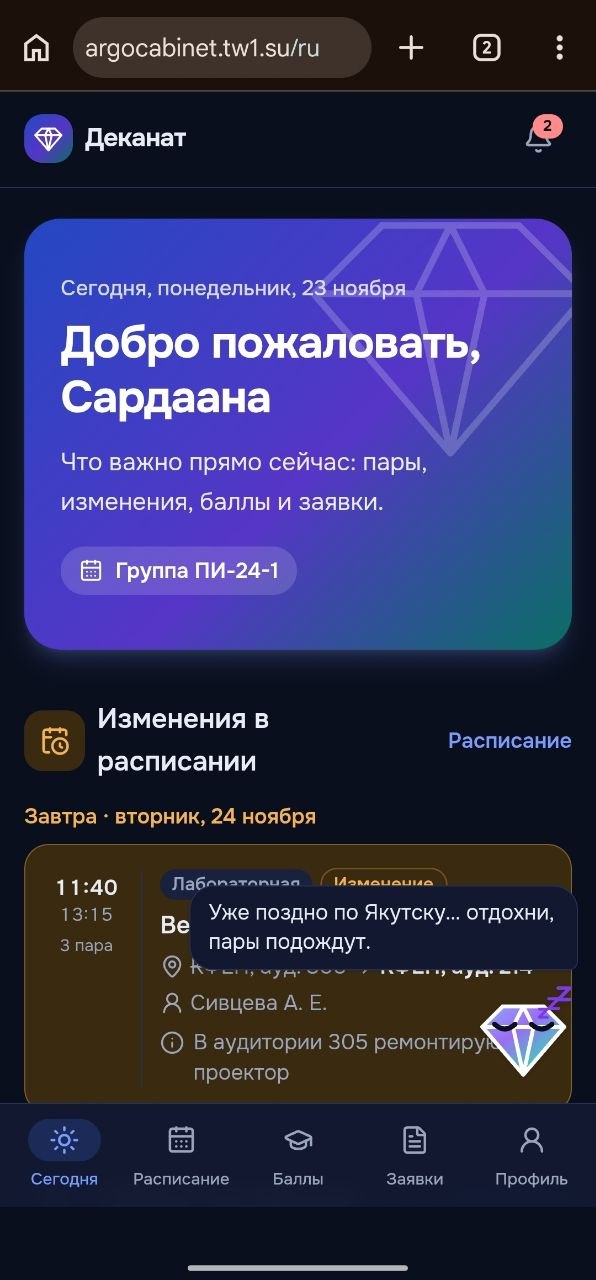 argocabinet.tw1.su/ru
2
Деканат
2
Сегодня, понедельник, 23 ноября
Добро пожаловать,
Сардаана
Что важно прямо сейчас: пары,
изменения, баллы и заявки.
Группа ПИ-24-1
Изменения в
расписании
Расписание
Завтра · вторник, 24 ноября
11:40
13:15
3 пара
Лабораторная
Изменение
Ве
Уже поздно по Якутску... отдохни,
пары подождут.
Сивцева А. Е.
В аудитории 305 ремонтирую
проектор
Сегодня
Расписание
Баллы
Заявки
Профиль